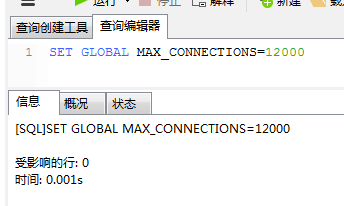 运行 停止 解释 新建
查询创建工具 查询编辑器
1 SET GLOBAL MAX_CONNECTIONS=12000
信息 概况 状态
[SQL]SET GLOBAL MAX_CONNECTIONS=12000
受影响的行: 0
时间: 0.001s